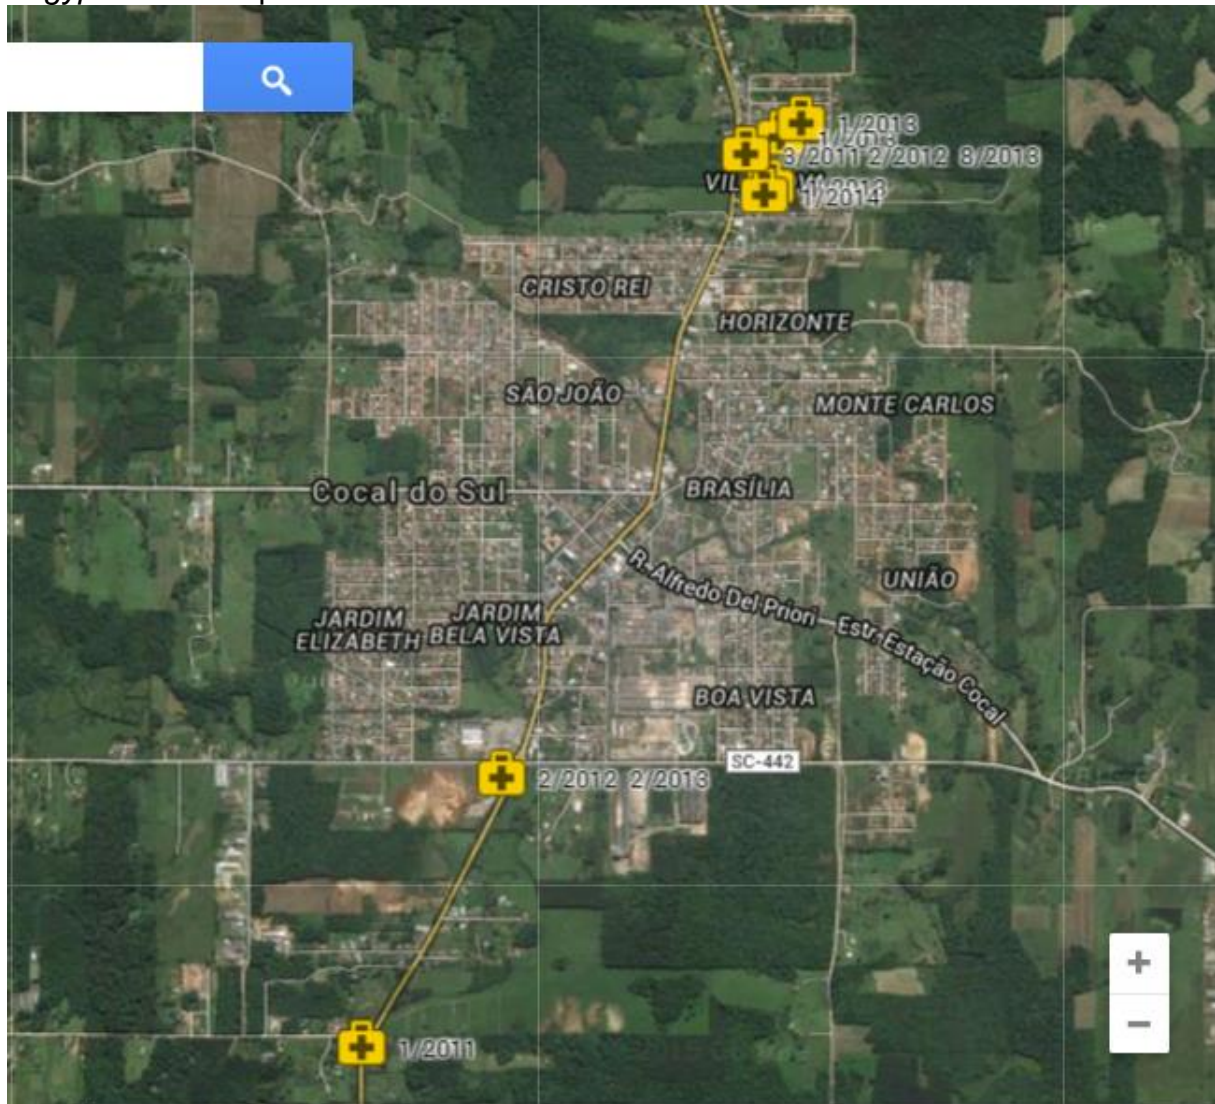 1/2013
3/2011 2/2012 8/2013
1/2014
CRISTO REI
HORIZONTE
SÃO JOÃO
MONTE CARLOS
Cocal do Sul
BRASÍLIA
R. Alfredo Del Priori
Estr. Estação Cocal
UNIÃO
JARDIM
ELIZABETH
JARDIM
BELA VISTA
BOA VISTA
SC-442
2/2012 2/2013
1/2011
+
−